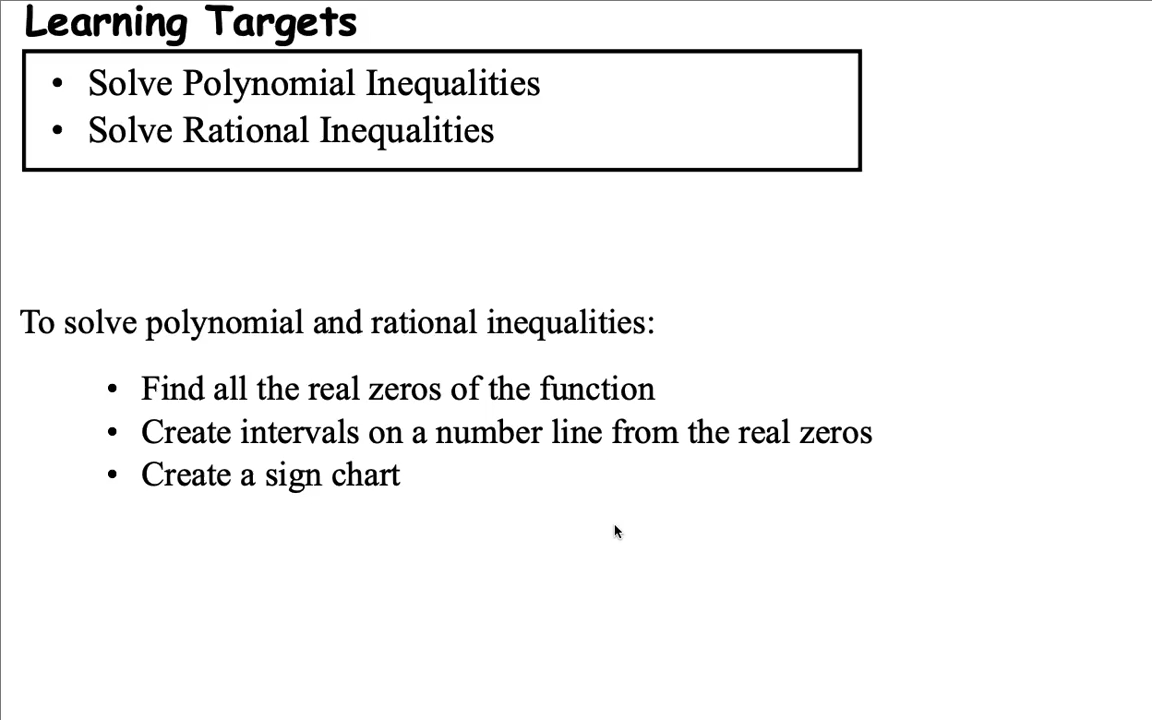 Learning Targets
• Solve Polynomial Inequalities
• Solve Rational Inequalities
To solve polynomial and rational inequalities:
• Find all the real zeros of the function
• Create intervals on a number line from the real zeros
• Create a sign chart